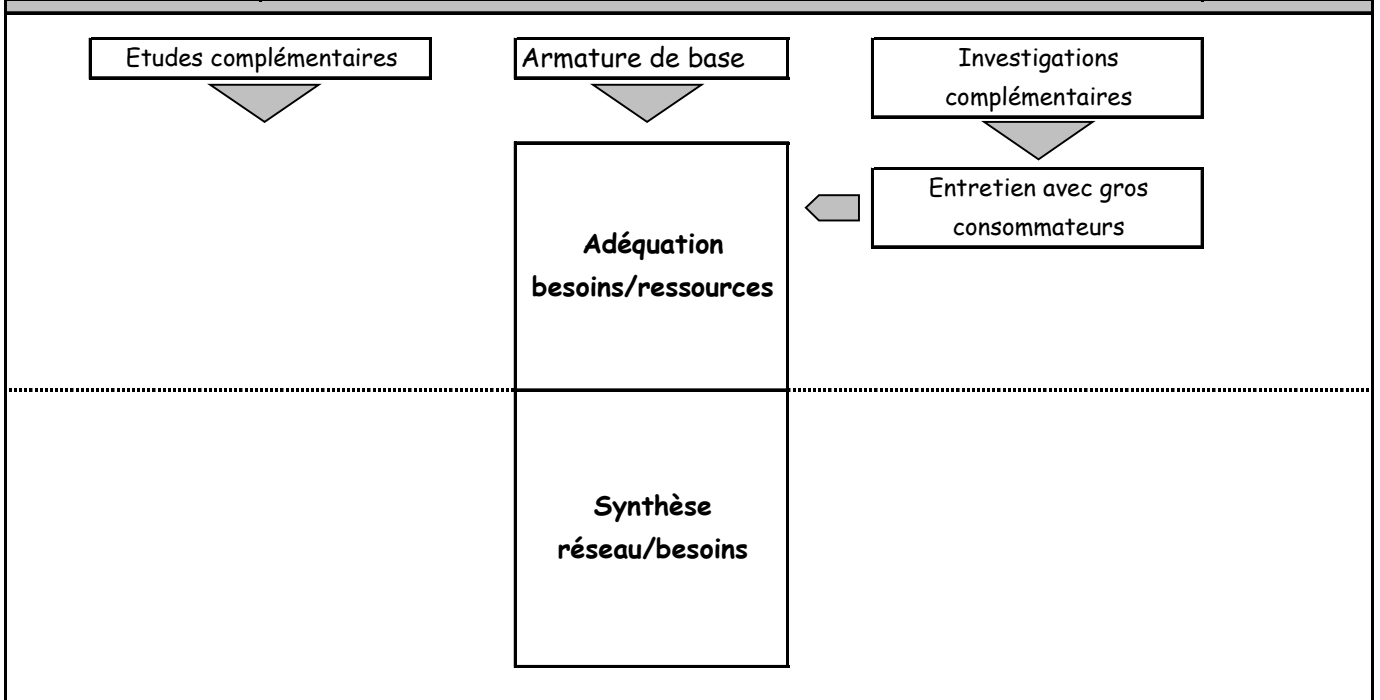 Etudes complémentaires
Armature de base
Investigations
complémentaires
Entretien avec gros
consommateurs
Adéquation
besoins/ressources
Synthèse
réseau/besoins